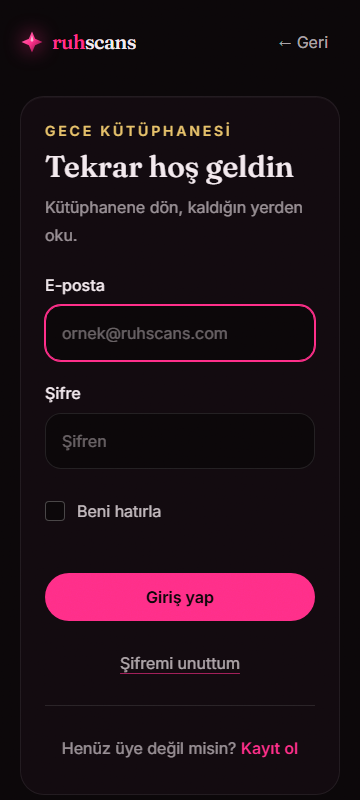 ruhscans
← Geri
GECE KÜTÜPHANESİ
Tekrar hoş geldin
Kütüphanene dön, kaldığın yerden
oku.
E-posta
ornek@ruhscans.com
Şifre
Şifren
Beni hatırla
Giriş yap
Şifremi unuttum
Henüz üye değil misin? Kayıt ol